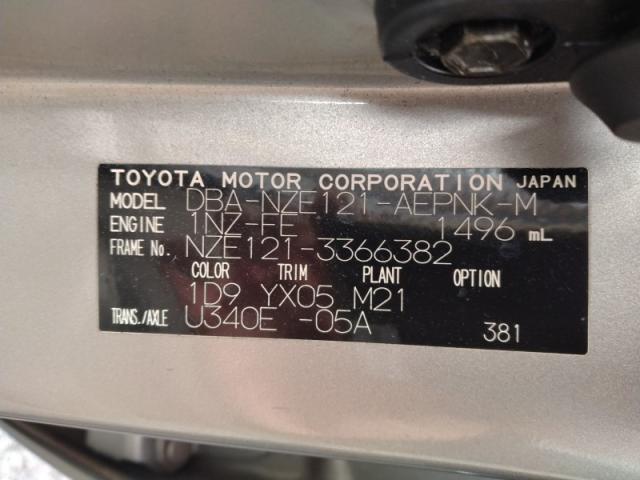 TOYOTA MOTOR CORPORATION JAPAN
MODEL DBA-NZE121-AEPNK-M
ENGINE 1NZ-FE 1496 mL
FRAME No. NZE121-3366382
COLOR TRIM PLANT OPTION
1D9 YX05 M21
TRANS./AXLE U340E -05A 381